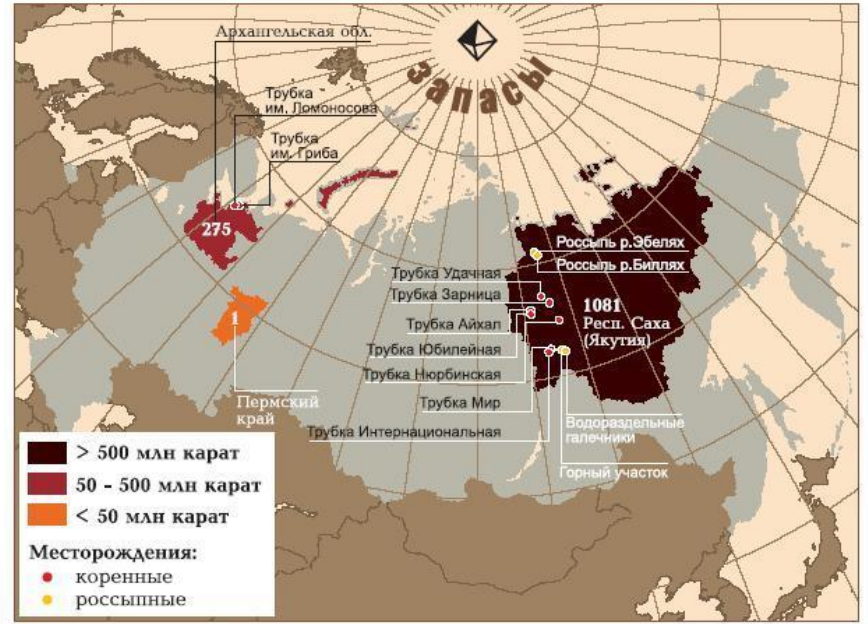 ЗАПАСЫ
Архангельская обл.
Трубка
им. Ломоносова
Трубка
им. Гриба
275
Россыпь р.Эбелях
Россыпь р.Биллях
Трубка Удачная
Трубка Зарница
Трубка Айхал
Трубка Юбилейная
Трубка Нюрбинская
Трубка Мир
Трубка Интернациональная
1081
Респ. Саха
(Якутия)
1
Пермский
край
Водораздельные
галечники
Горный участок
> 500 млн карат
50 - 500 млн карат
< 50 млн карат
Месторождения:
коренные
россыпные